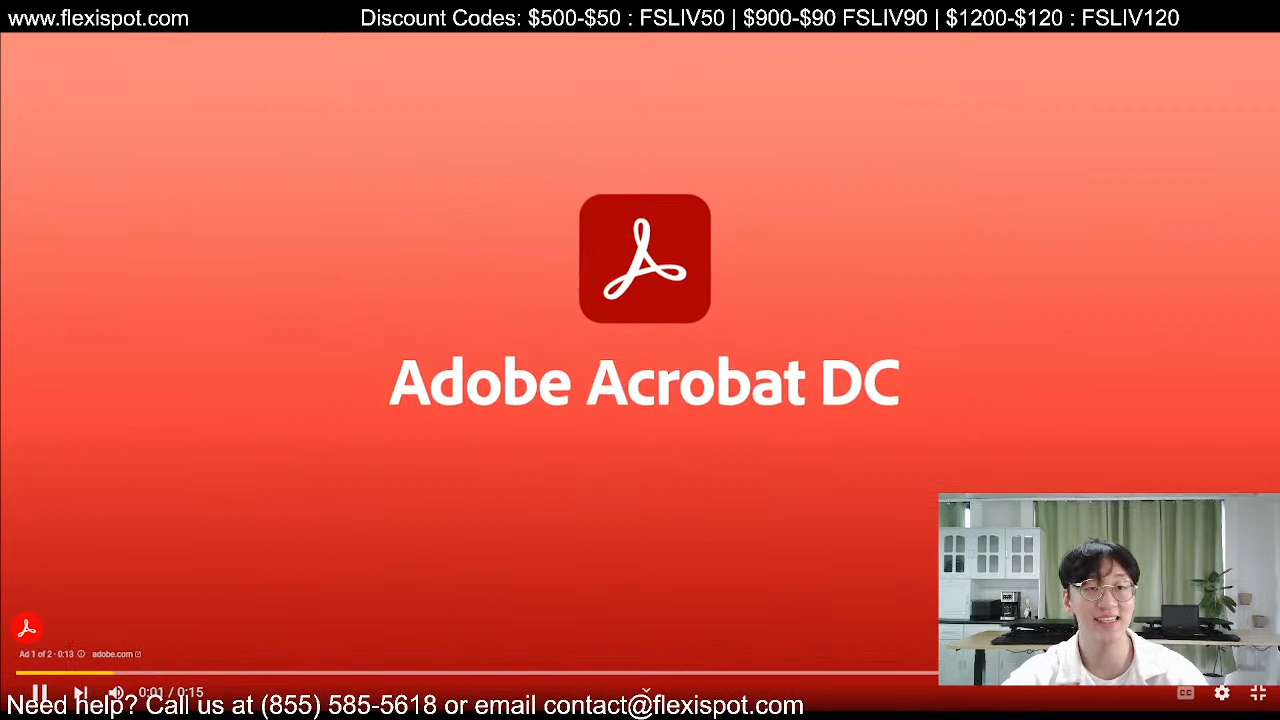 www.flexispot.com
Discount Codes: $500-$50 : FSLIV50 | $900-$90 FSLIV90 | $1200-$120 : FSLIV120
Adobe Acrobat DC
Ad 1 of 2 · 0:13
adobe.com
0:01 / 0:15
CC
Need help? Call us at (855) 585-5618 or email contact@flexispot.com